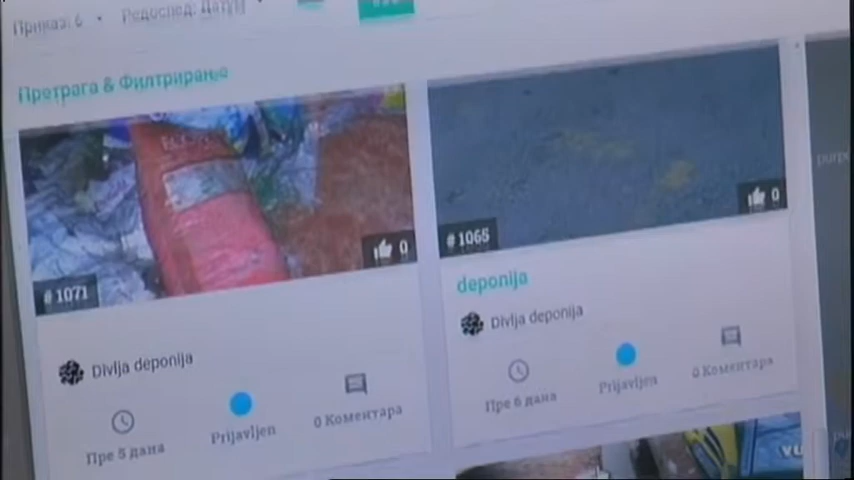 Приказ: 6
Редослед: Датум
Претрага & Филтрирање
0
#1071
Divlja deponija
Пре 5 дана
Prijavljen
0 Коментара
0
#1065
deponija
Divlja deponija
Пре 6 дана
Prijavljen
0 Коментара